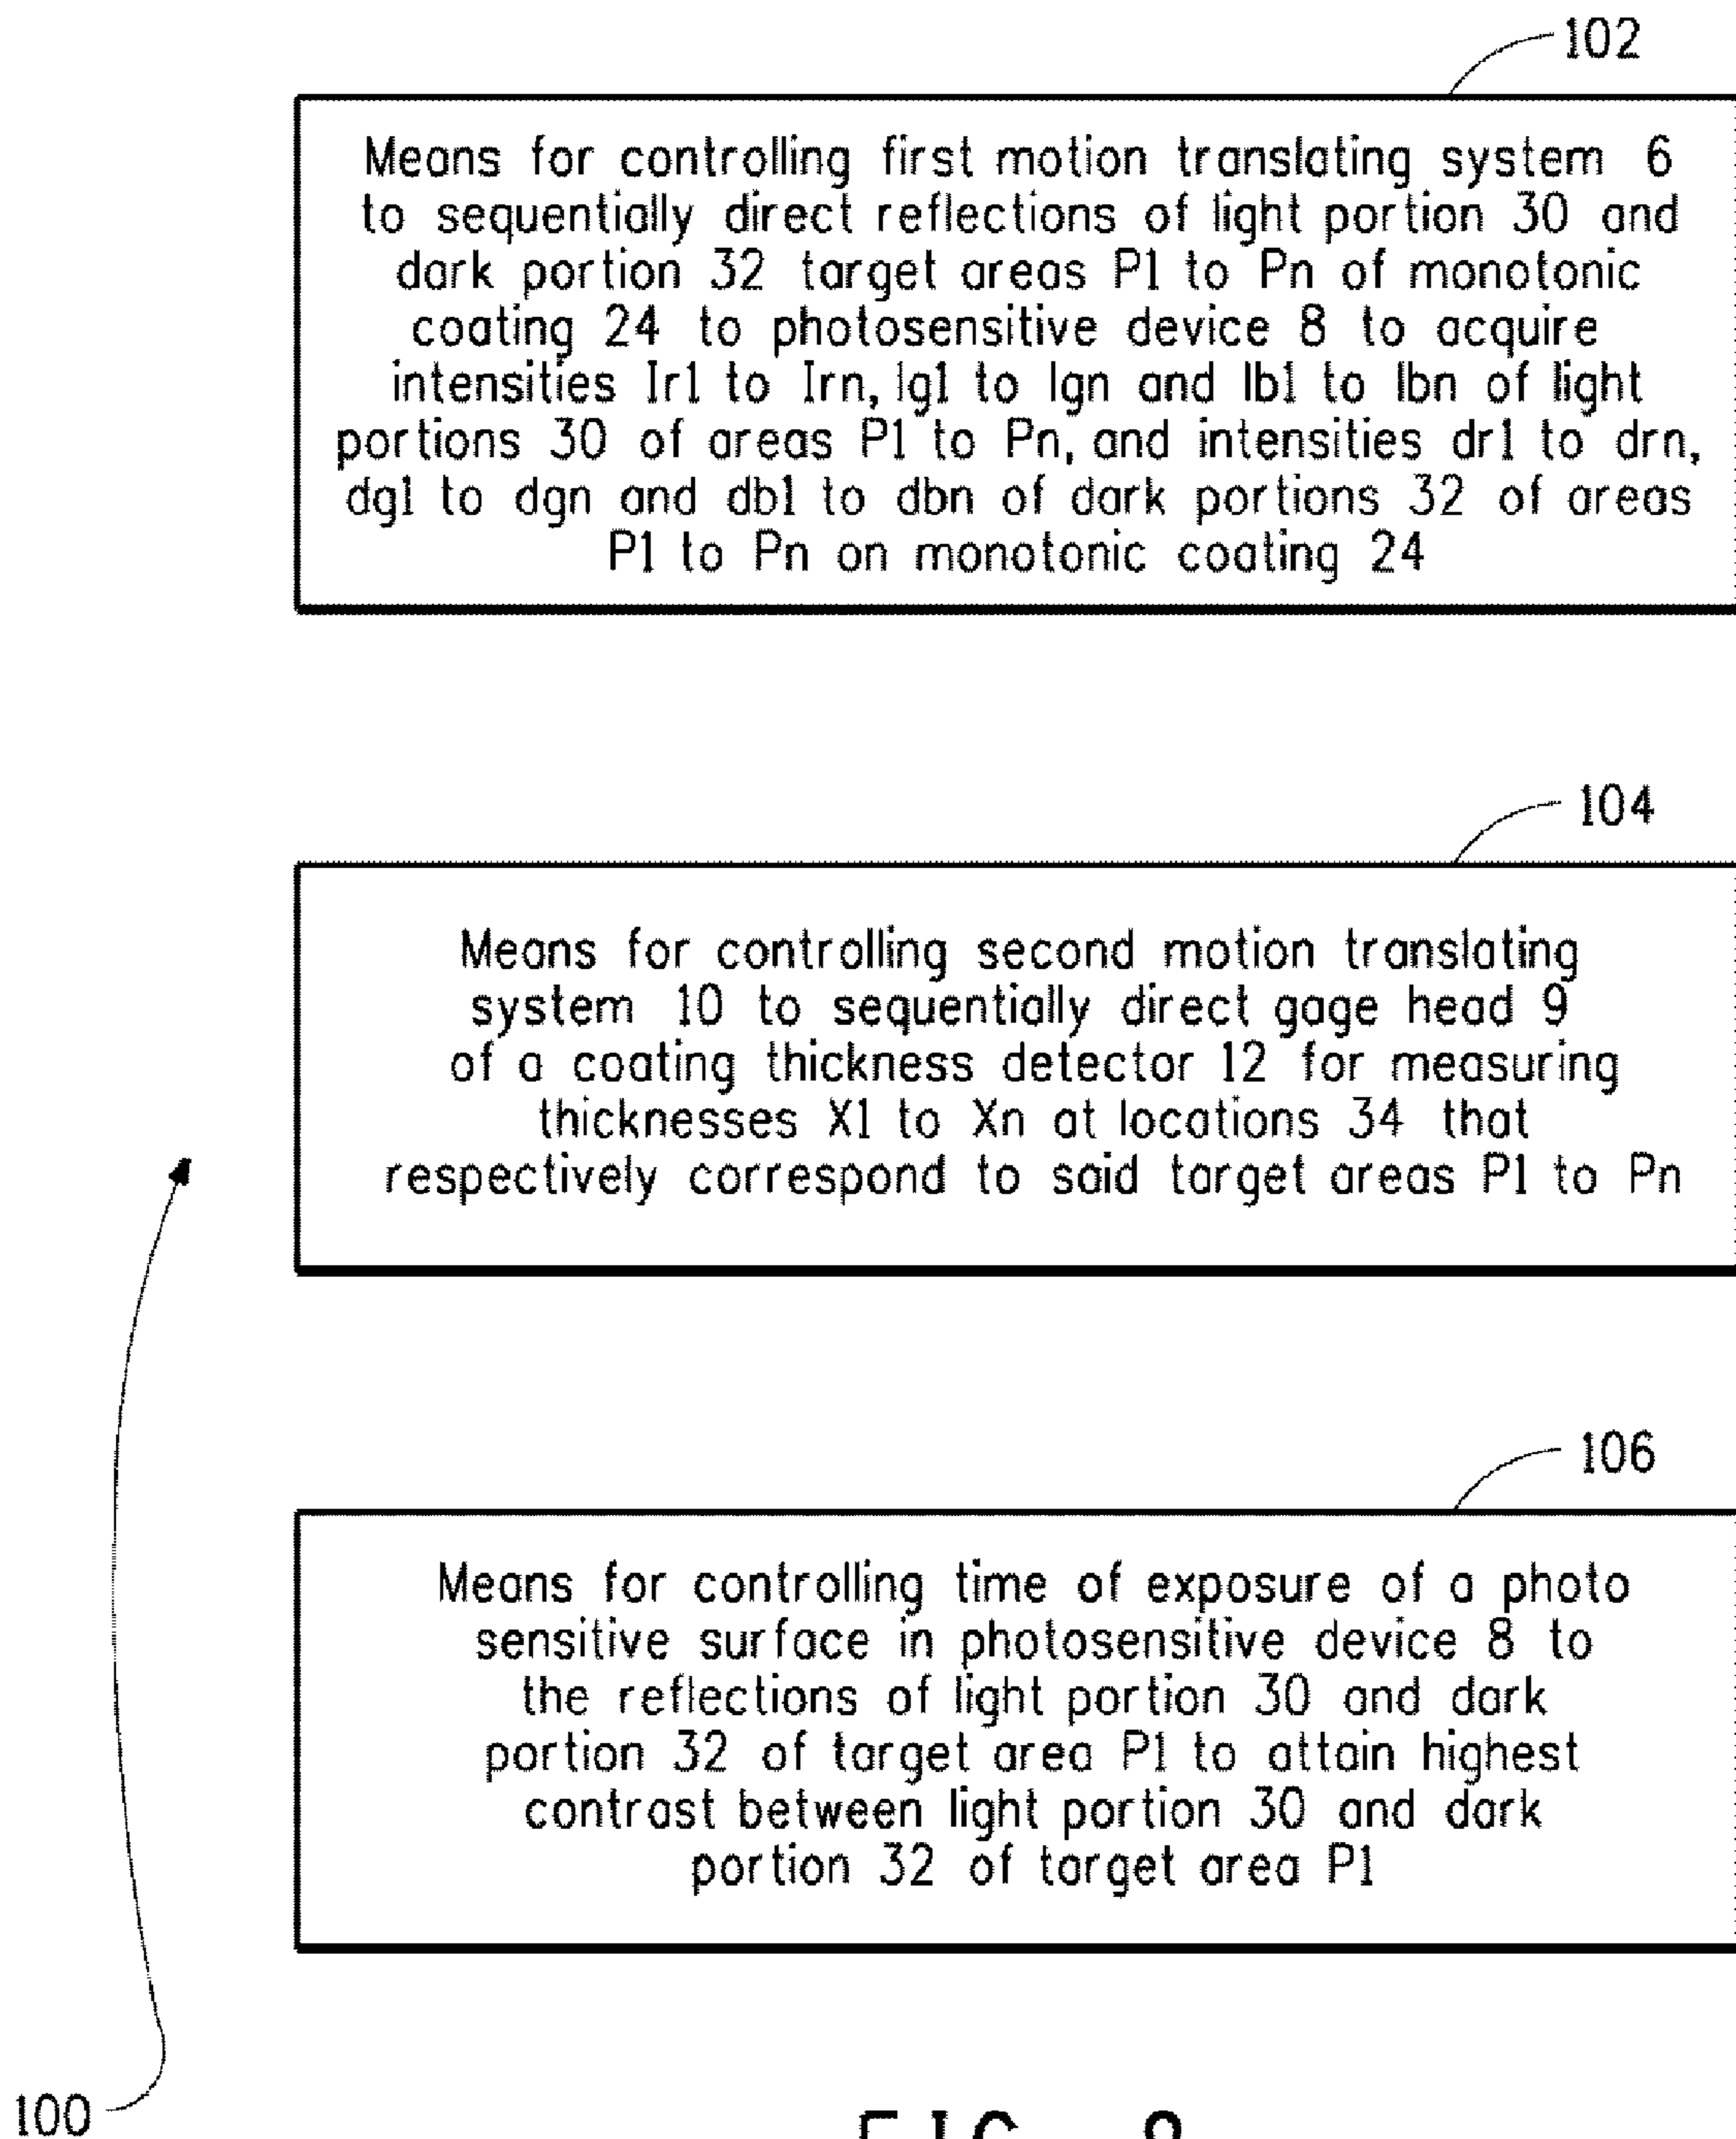 102
Means for controlling first motion translating system 6
to sequentially direct reflections of light portion 30 and
dark portion 32 target areas P1 to Pn of monotonic
coating 24 to photosensitive device 8 to acquire
intensities Ir1 to Irn, Ig1 to Ign and Ib1 to Ibn of light
portions 30 of areas P1 to Pn, and intensities dr1 to drn,
dg1 to dgn and db1 to dbn of dark portions 32 of areas
P1 to Pn on monotonic coating 24
104
Means for controlling second motion translating
system 10 to sequentially direct gage head 9
of a coating thickness detector 12 for measuring
thicknesses X1 to Xn at locations 34 that
respectively correspond to said target areas P1 to Pn
106
Means for controlling time of exposure of a photo
sensitive surface in photosensitive device 8 to
the reflections of light portion 30 and dark
portion 32 of target area P1 to attain highest
contrast between light portion 30 and dark
portion 32 of target area P1
100
FIG